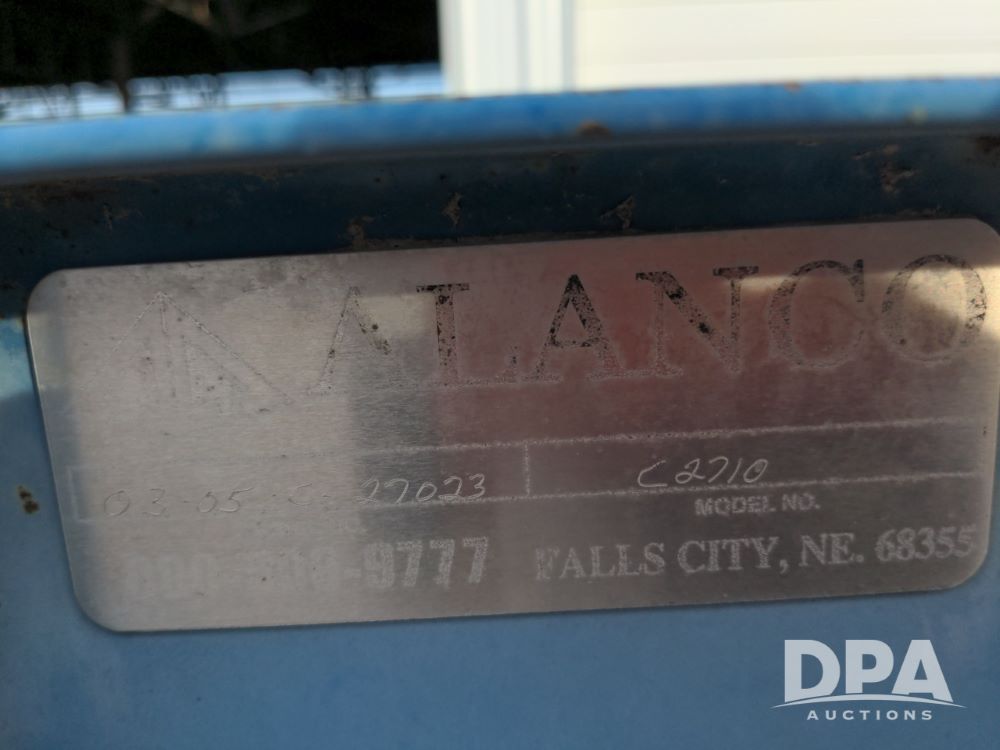 ALANCO
03-05-C-27023 C2710
MODEL NO.
-9777 FALLS CITY, NE. 68355
DPA
AUCTIONS